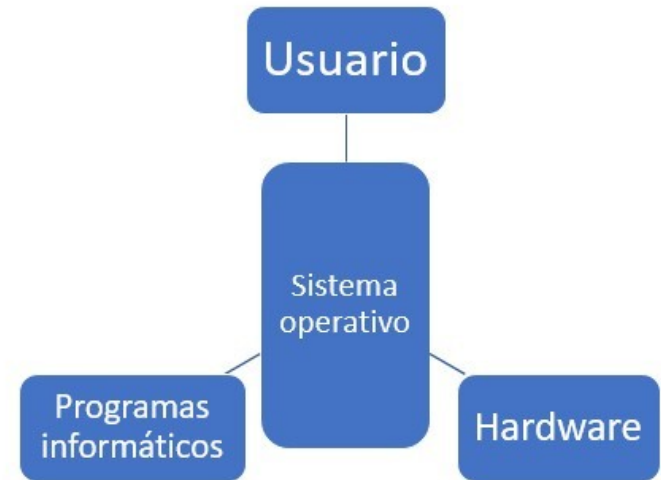 Usuario
Sistema
operativo
Programas
informáticos
Hardware